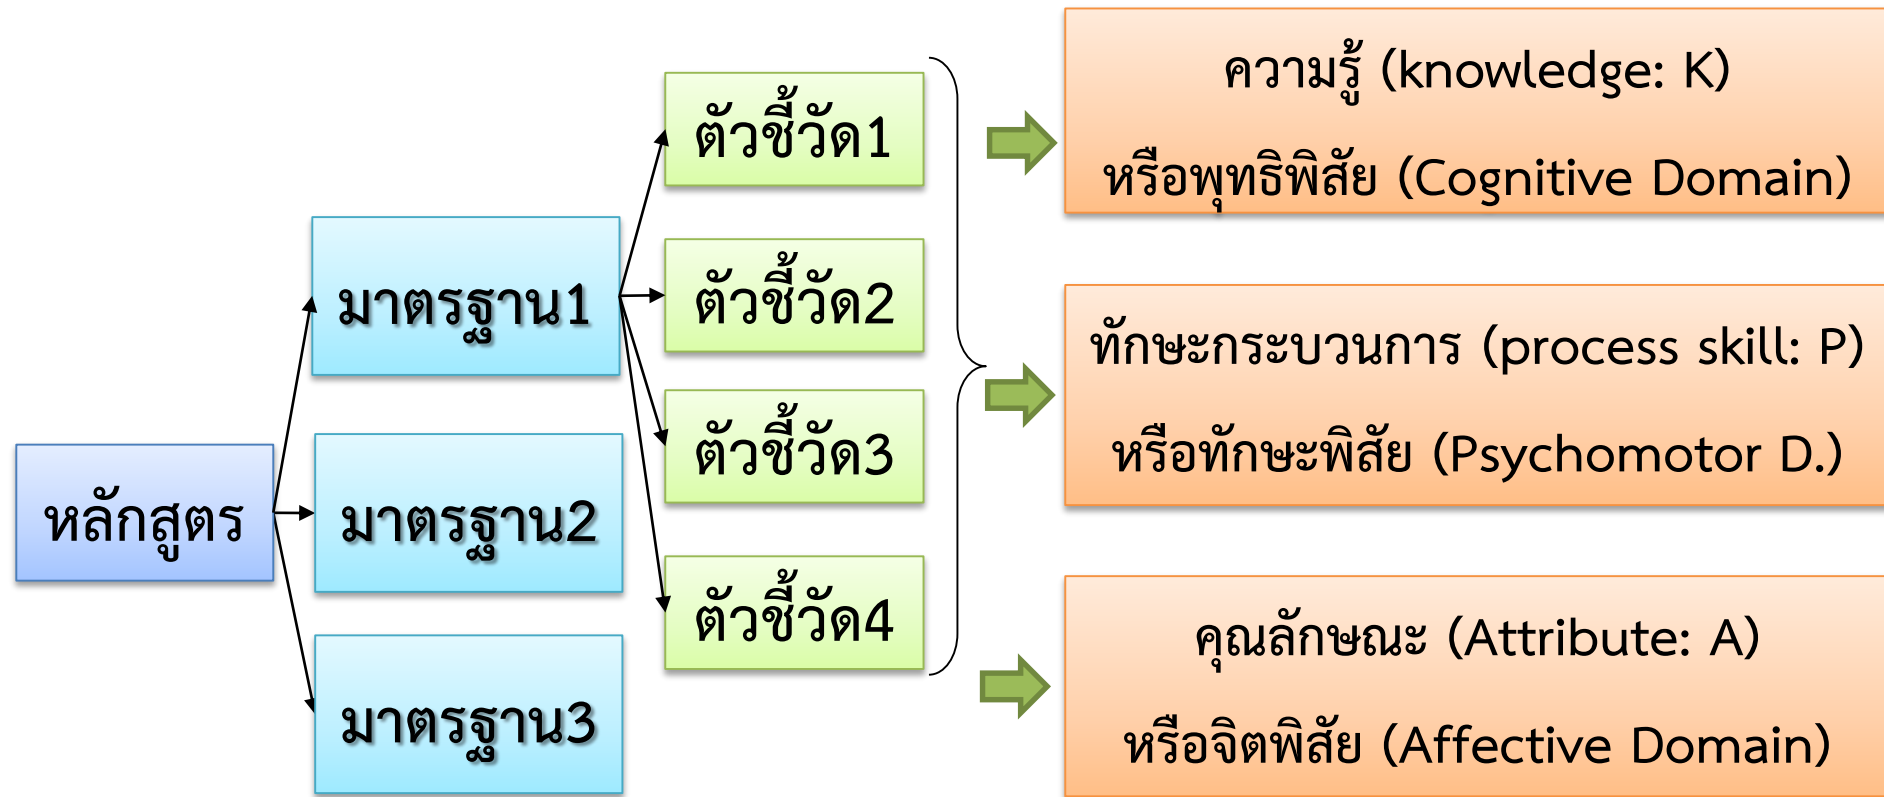 หลักสูตร
มาตรฐาน1
มาตรฐาน2
มาตรฐาน3
ตัวชี้วัด1
ตัวชี้วัด2
ตัวชี้วัด3
ตัวชี้วัด4
ความรู้ (knowledge: K)
หรือพุทธิพิสัย (Cognitive Domain)
ทักษะกระบวนการ (process skill: P)
หรือทักษะพิสัย (Psychomotor D.)
คุณลักษณะ (Attribute: A)
หรือจิตพิสัย (Affective Domain)